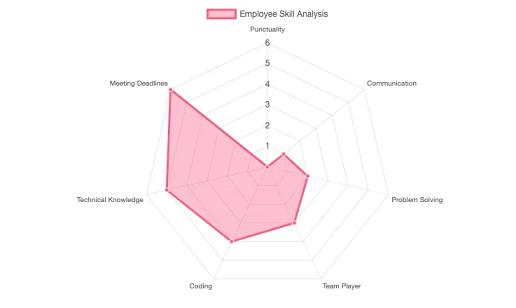 Employee Skill Analysis
Punctuality
6
Meeting Deadlines
Communication
5
4
3
2
1
Technical Knowledge
Problem Solving
Coding
Team Player